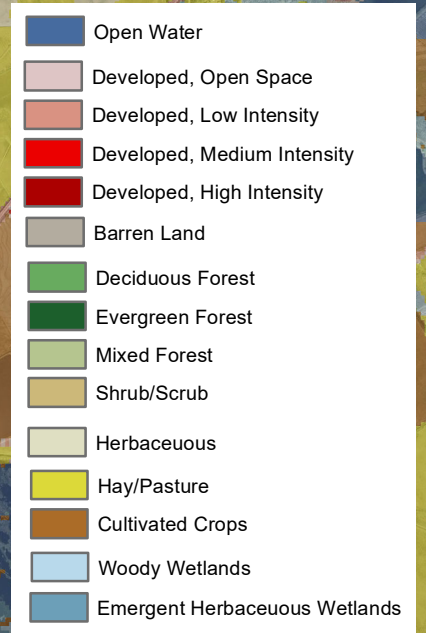 Open Water
Developed, Open Space
Developed, Low Intensity
Developed, Medium Intensity
Developed, High Intensity
Barren Land
Deciduous Forest
Evergreen Forest
Mixed Forest
Shrub/Scrub
Herbaceuous
Hay/Pasture
Cultivated Crops
Woody Wetlands
Emergent Herbaceuous Wetlands